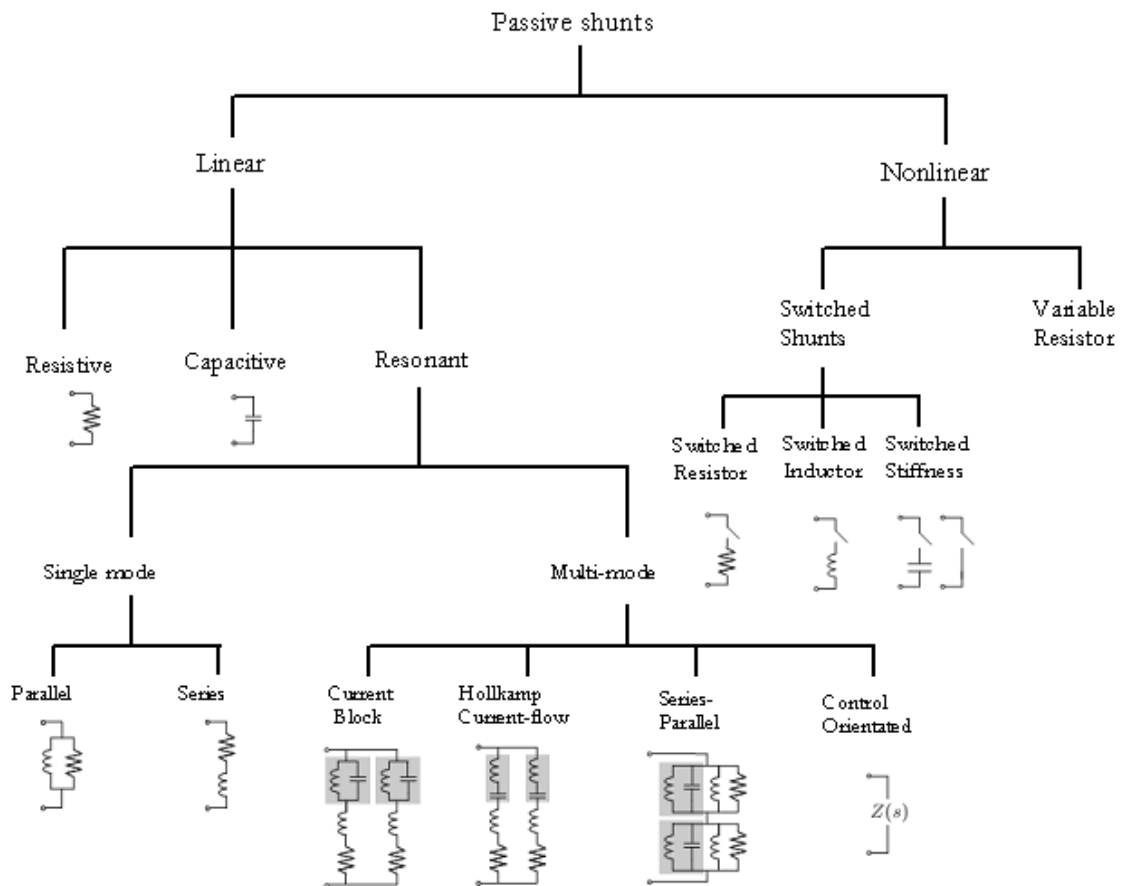 Passive shunts
Linear
Nonlinear
Resistive
Capacitive
Resonant
Switched
Shunts
Variable
Resistor
Switched
Resistor
Switched
Inductor
Switched
Stiffness
Single mode
Multi-mode
Parallel
Series
Current
Block
Hollkamp
Current-flow
Series-
Parallel
Control
Orientated
Z(s)